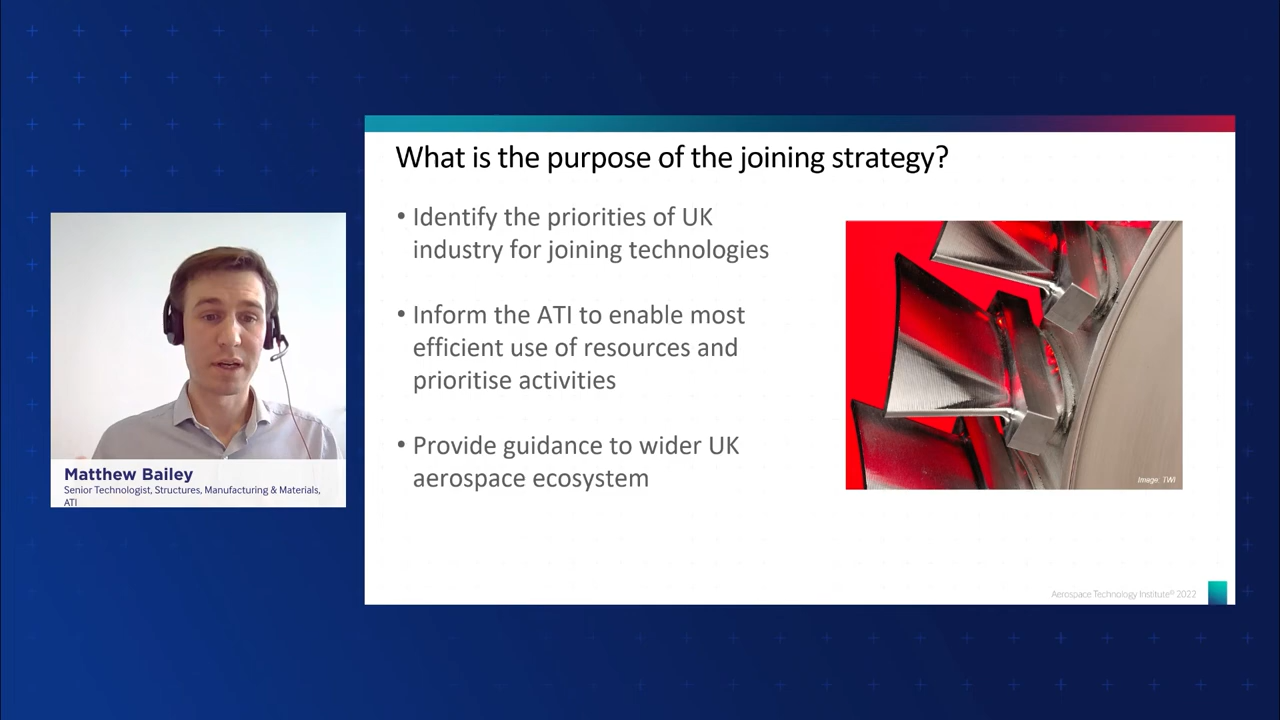 What is the purpose of the joining strategy?
• Identify the priorities of UK
industry for joining technologies
• Inform the ATI to enable most
efficient use of resources and
prioritise activities
• Provide guidance to wider UK
aerospace ecosystem
Image: TWI
Matthew Bailey
Senior Technologist, Structures, Manufacturing & Materials,
ATI
Aerospace Technology Institute® 2022